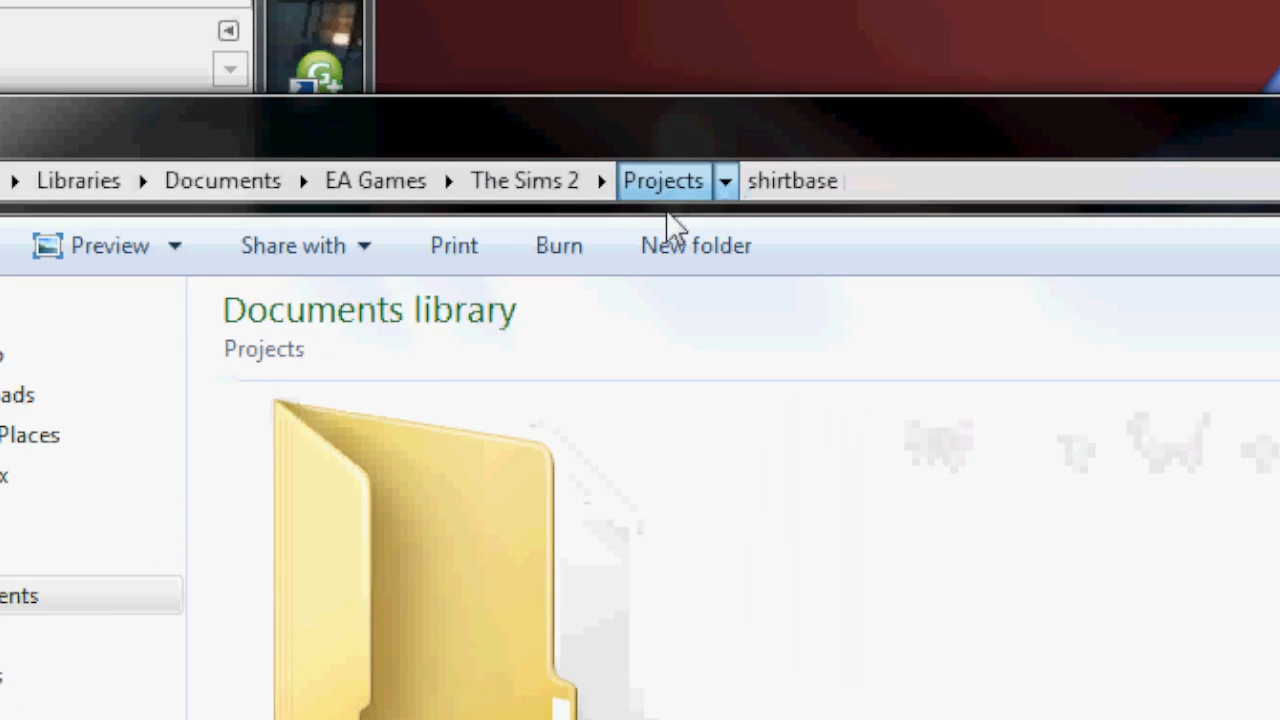 Libraries Documents EA Games The Sims 2 Projects shirtbase
Preview Share with Print Burn New folder
Documents library
Projects
ads
Places
x
ents